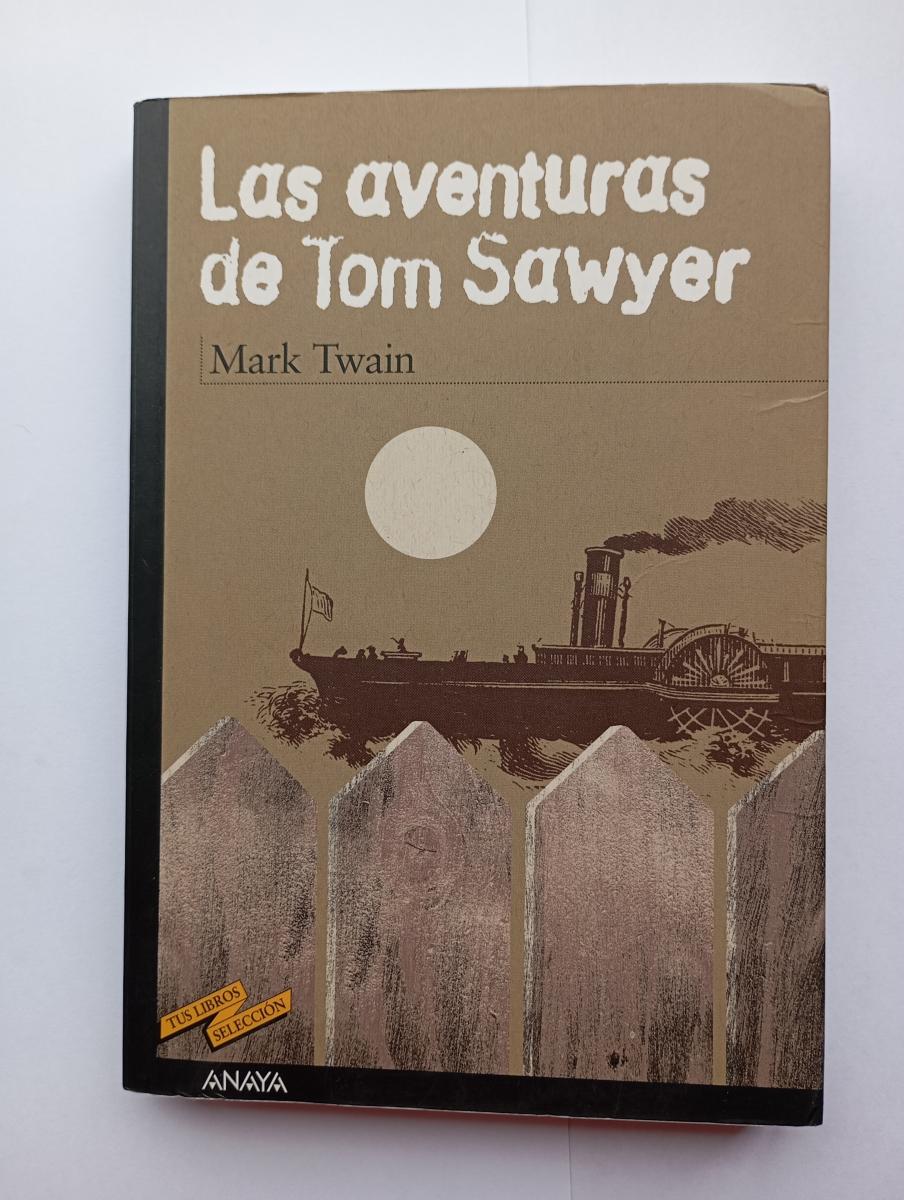 Las aventuras
de Tom Sawyer
Mark Twain
TUS LIBROS
SELECCIÓN
ANAYA